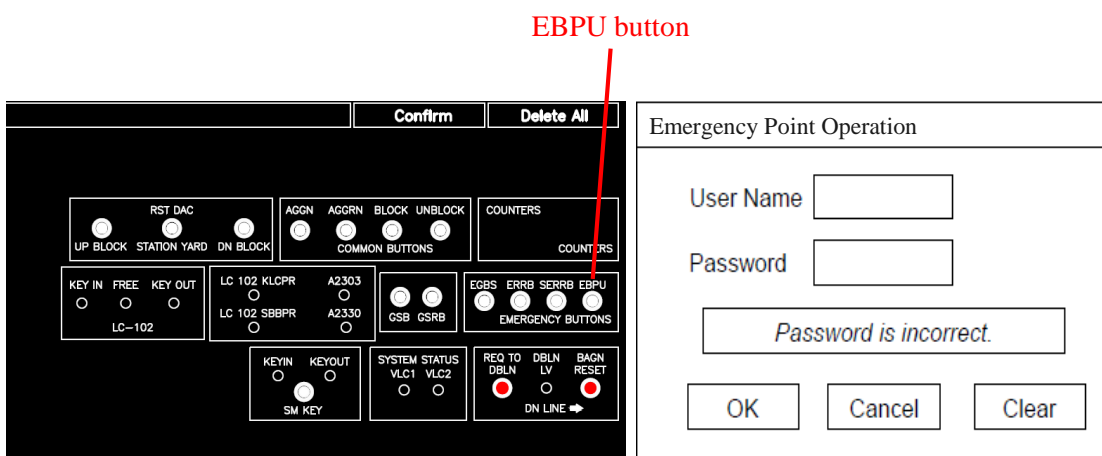 EBPU button
Confirm Delete All
RST DAC
UP BLOCK STATION YARD DN BLOCK
AGGN AGGRN BLOCK UNBLOCK
COMMON BUTTONS
COUNTERS
COUNTERS
KEY IN FREE KEY OUT
LC-102
LC 102 KLCPR A2303
LC 102 SBBPR A2330
GSB GSRB
EGBS ERRB SERRB EBPU
EMERGENCY BUTTONS
KEYIN KEYOUT
SM KEY
SYSTEM STATUS
VLC1 VLC2
REQ TO DBLN BAGN
DBLN LV RESET
DN LINE ➡
Emergency Point Operation
User Name
Password
Password is incorrect.
OK Cancel Clear